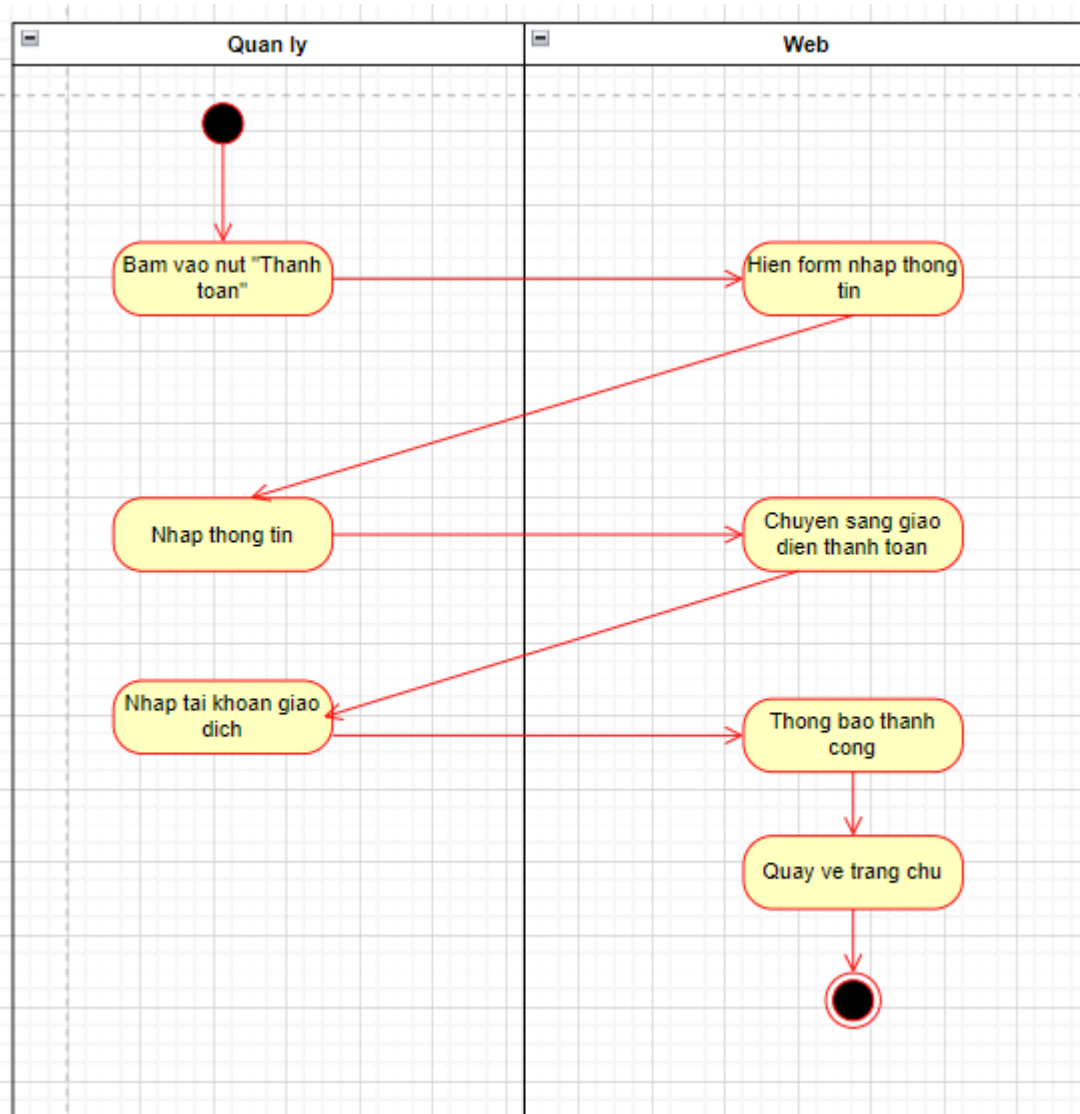 Quan ly
Web
Bam vao nut "Thanh
toan"
Hien form nhap thong
tin
Nhap thong tin
Chuyen sang giao
dien thanh toan
Nhap tai khoan giao
dich
Thong bao thanh
cong
Quay ve trang chu